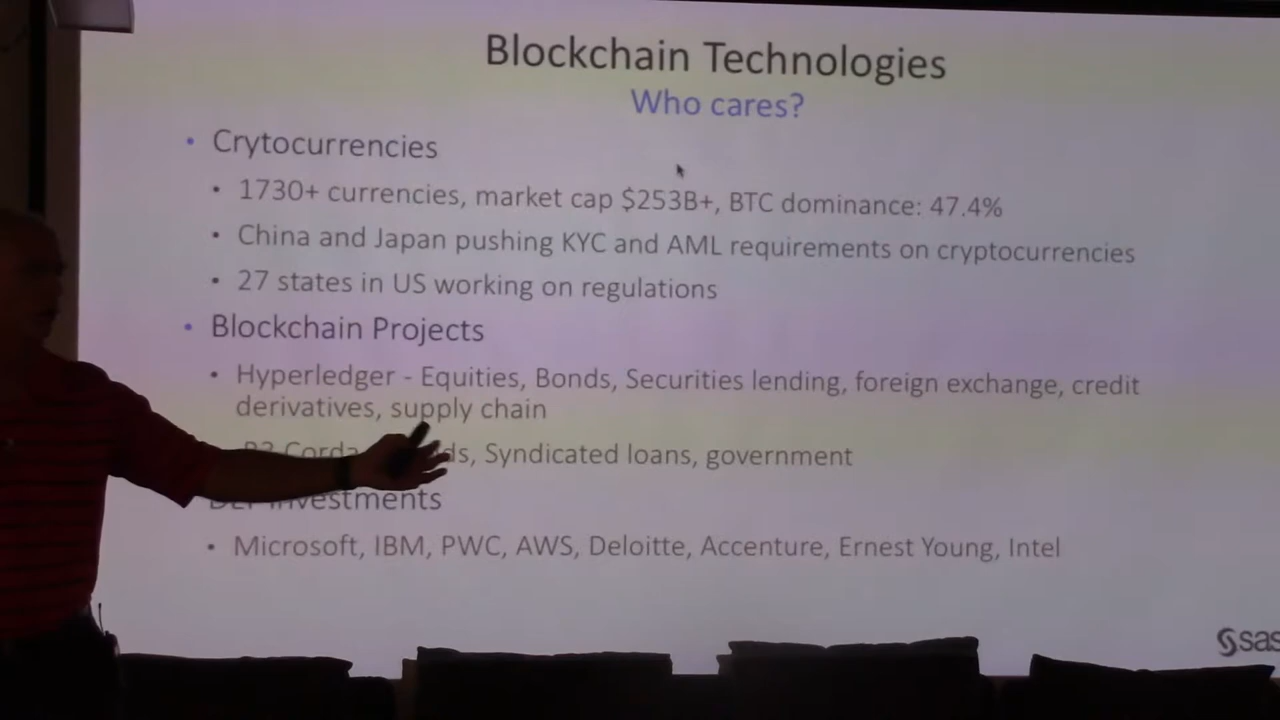 Blockchain Technologies
Who cares?
• Crytocurrencies
• 1730+ currencies, market cap $253B+, BTC dominance: 47.4%
• China and Japan pushing KYC and AML requirements on cryptocurrencies
• 27 states in US working on regulations
• Blockchain Projects
• Hyperledger - Equities, Bonds, Securities lending, foreign exchange, credit
derivatives, supply chain
R3 Corda Syndicated loans, government
Investments
• Microsoft, IBM, PWC, AWS, Deloitte, Accenture, Ernest Young, Intel
sas